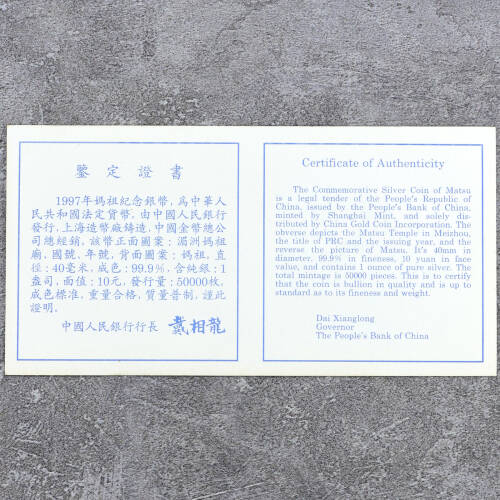 鑒定證書
1997年媽祖紀念銀幣，爲中華人
民共和國法定貨幣，由中國人民銀行
發行，上海造幣廠鑄造，中國金幣總公
司總經銷。該幣正面圖案：湄洲媽祖
廟、國號、年號，背面圖案：媽祖，直
徑：40毫米，成色：99.9%，含純銀：1
盎司，面值：10元，發行量：50000枚，
成色標准，重量合格，質量普制，謹此
證明。
中國人民銀行行長 戴相龍
Certificate of Authenticity
The Commemorative Silver Coin of Matsu
is a legal tender of the People's Republic of
China, issued by the People's Bank of China,
minted by Shanghai Mint, and solely dis-
tributed by China Gold Coin Incorporation. The
obverse depicts the Matsu Temple in Meizhou,
the title of PRC and the issuing year, and the
reverse the picture of Matsu. It's 40mm in
diameter, 99.9% in fineness, 10 yuan in face
value, and contains 1 ounce of pure silver. The
total mintage is 50000 pieces. This is to certify
that the coin is bullion in quality and is up to
standard as to its fineness and weight.
Dai Xianglong
Governor
The People's Bank of China